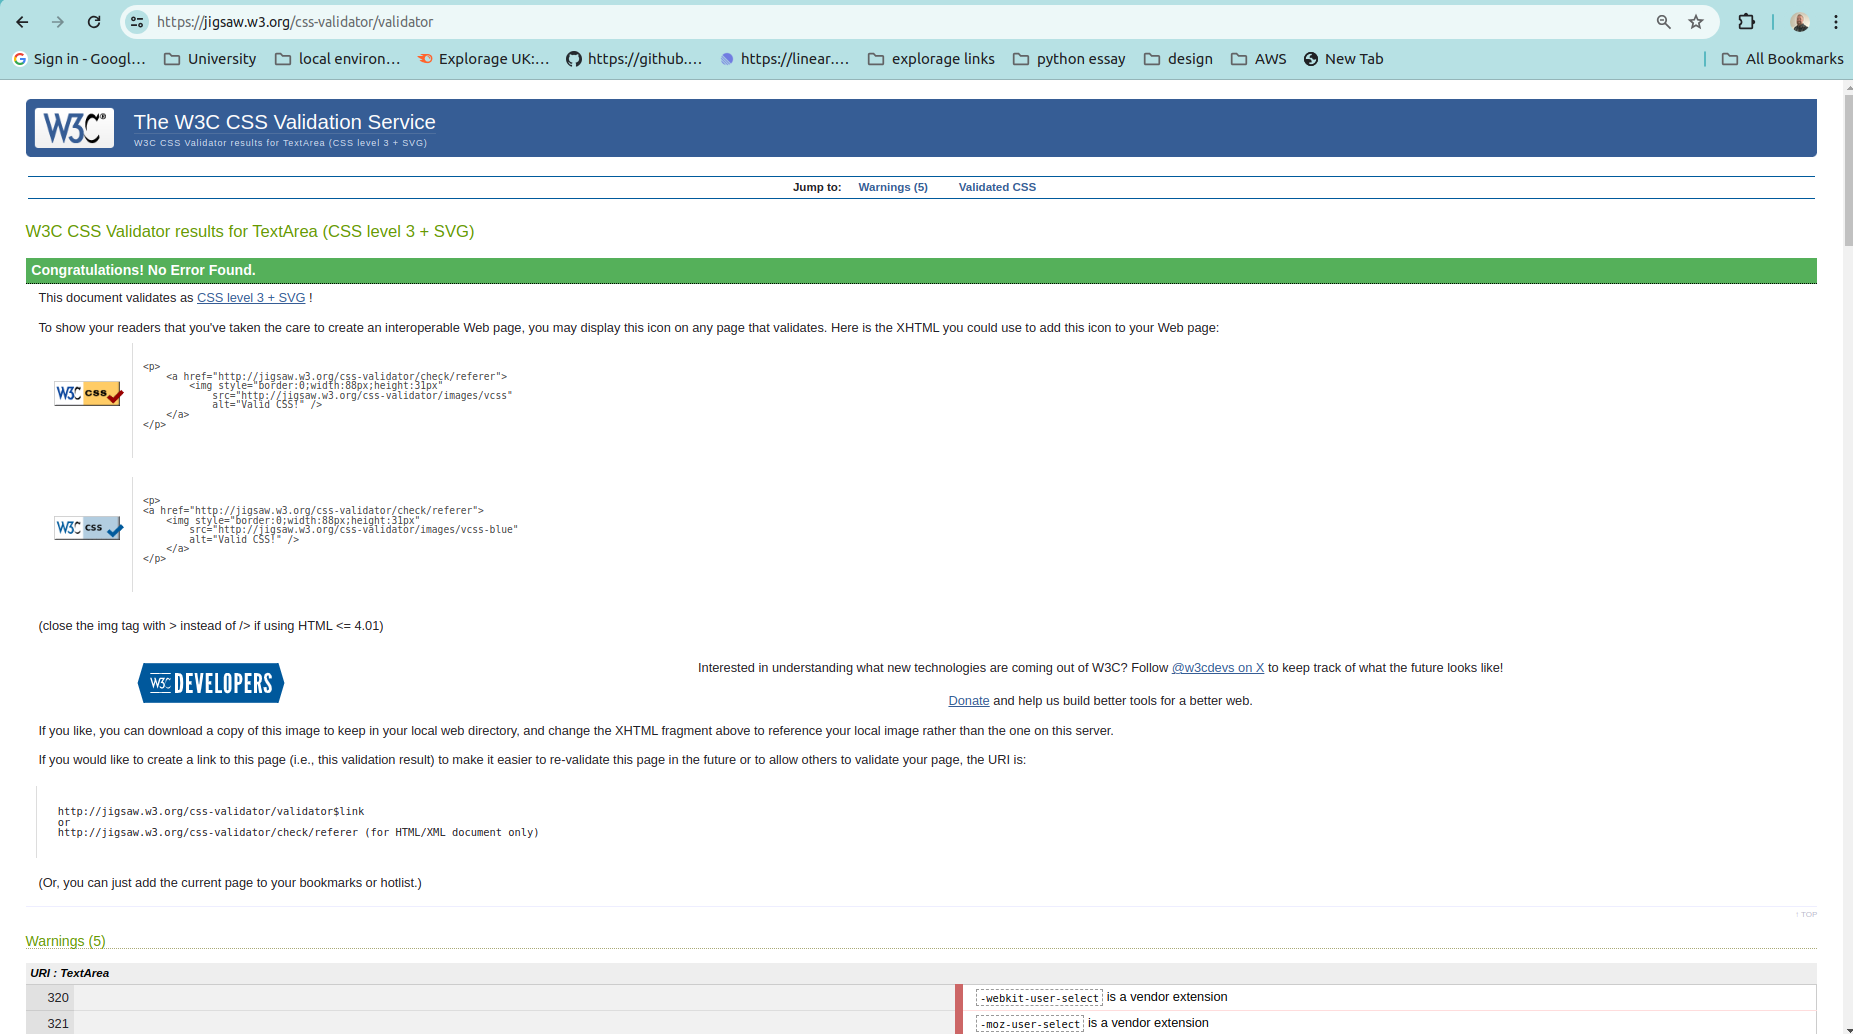 https://jigsaw.w3.org/css-validator/validator
Sign in - Googl... University local environ... Explorage UK:... https://github.... https://linear.... explorage links python essay design AWS New Tab All Bookmarks
W3C® The W3C CSS Validation Service
W3C CSS Validator results for TextArea (CSS level 3 + SVG)
Jump to: Warnings (5) Validated CSS
W3C CSS Validator results for TextArea (CSS level 3 + SVG)
Congratulations! No Error Found.
This document validates as CSS level 3 + SVG !
To show your readers that you've taken the care to create an interoperable Web page, you may display this icon on any page that validates. Here is the XHTML you could use to add this icon to your Web page:
W3C css
<p>
<a href="http://jigsaw.w3.org/css-validator/check/referer">
<img style="border:0;width:88px;height:31px"
src="http://jigsaw.w3.org/css-validator/images/vcss"
alt="Valid CSS!" />
</a>
</p>
W3C css
<p>
<a href="http://jigsaw.w3.org/css-validator/check/referer">
<img style="border:0;width:88px;height:31px"
src="http://jigsaw.w3.org/css-validator/images/vcss-blue"
alt="Valid CSS!" />
</a>
</p>
(close the img tag with > instead of /> if using HTML <= 4.01)
W3C DEVELOPERS
Interested in understanding what new technologies are coming out of W3C? Follow @w3cdevs on X to keep track of what the future looks like!
Donate and help us build better tools for a better web.
If you like, you can download a copy of this image to keep in your local web directory, and change the XHTML fragment above to reference your local image rather than the one on this server.
If you would like to create a link to this page (i.e., this validation result) to make it easier to re-validate this page in the future or to allow others to validate your page, the URI is:
http://jigsaw.w3.org/css-validator/validator$link
or
http://jigsaw.w3.org/css-validator/check/referer (for HTML/XML document only)
(Or, you can just add the current page to your bookmarks or hotlist.)
↑ TOP
Warnings (5)
URI : TextArea
320 -webkit-user-select is a vendor extension
321 -moz-user-select is a vendor extension